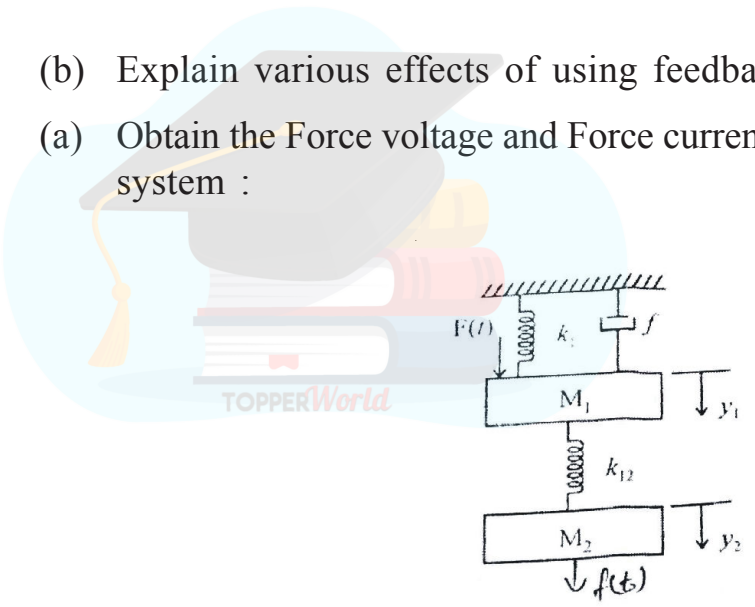 (b) Explain various effects of using feedba
(a) Obtain the Force voltage and Force curren
system :
F(t)
k₁
f
M₁
y₁
TOPPERWorld
k₁₂
M₂
y₂
f(t)